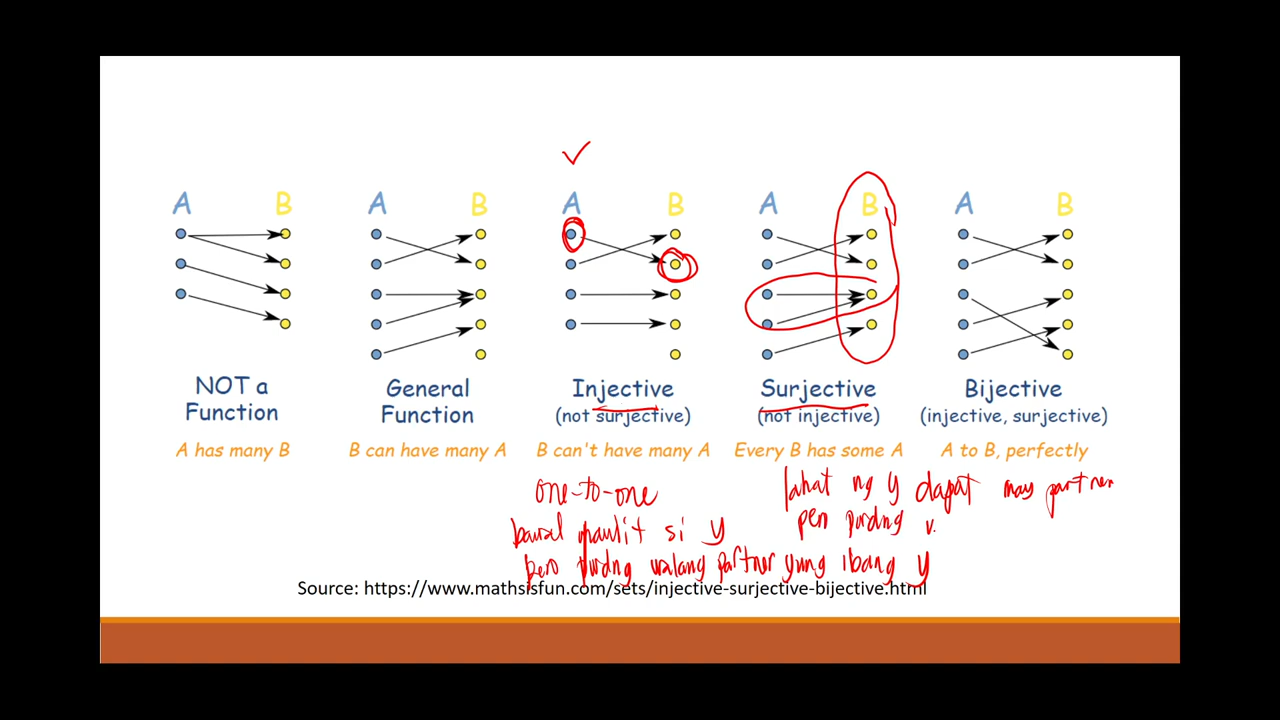 A B A B A B A B A B
NOT a
Function
General
Function
Injective
(not surjective)
Surjective
(not injective)
Bijective
(injective, surjective)
A has many B
B can have many A
B can't have many A
Every B has some A
A to B, perfectly
one-to-one
bawal maulit si y
pero pwdng walang partner yung ibang y
lahat ng y dapat may partner
pero pwdng
Source: https://www.mathsisfun.com/sets/injective-surjective-bijective.html